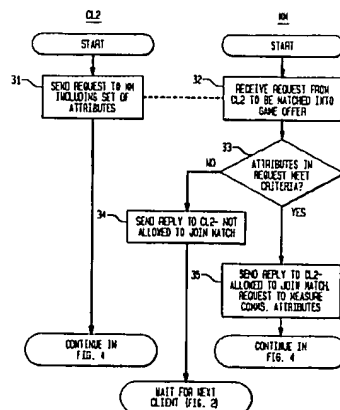 CL2
MM
START
START
31
SEND REQUEST TO MM
INCLUDING SET OF
ATTRIBUTES
32
RECEIVE REQUEST FROM
CL2 TO BE MATCHED INTO
GAME OFFER
33
NO
ATTRIBUTES IN
REQUEST MEET
CRITERIA?
YES
34
SEND REPLY TO CL2- NOT
ALLOWED TO JOIN MATCH
35
SEND REPLY TO CL2-
ALLOWED TO JOIN MATCH.
REQUEST TO MEASURE
COMMS. ATTRIBUTES
CONTINUE IN
FIG. 4
CONTINUE IN
FIG. 4
WAIT FOR NEXT
CLIENT (FIG. 2)